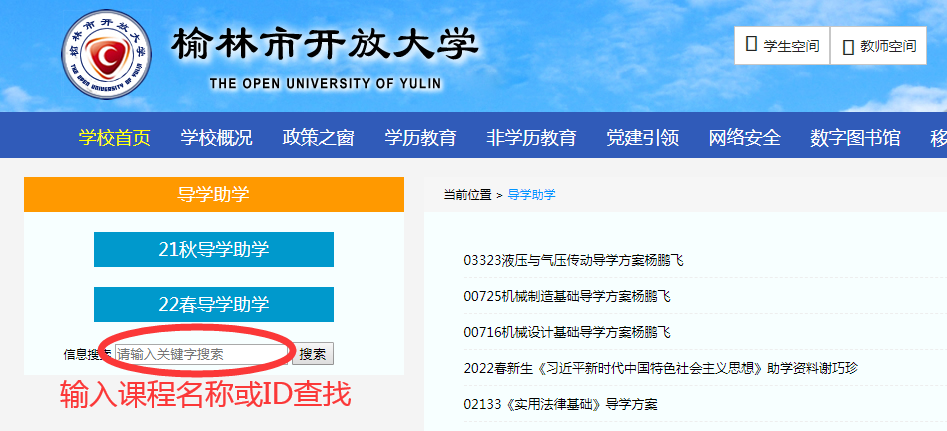 榆林市开放大学
THE OPEN UNIVERSITY OF YULIN
榆林市开放大学
THE OPEN UNIVERSITY OF YULIN
学生空间
教师空间
学校首页 学校概况 政策之窗 学历教育 非学历教育 党建引领 网络安全 数字图书馆 移
导学助学
21秋导学助学
22春导学助学
信息搜索 请输入关键字搜索 搜索
输入课程名称或ID查找
当前位置 > 导学助学
03323液压与气压传动导学方案杨鹏飞
00725机械制造基础导学方案杨鹏飞
00716机械设计基础导学方案杨鹏飞
2022春新生《习近平新时代中国特色社会主义思想》助学资料谢巧珍
02133《实用法律基础》导学方案